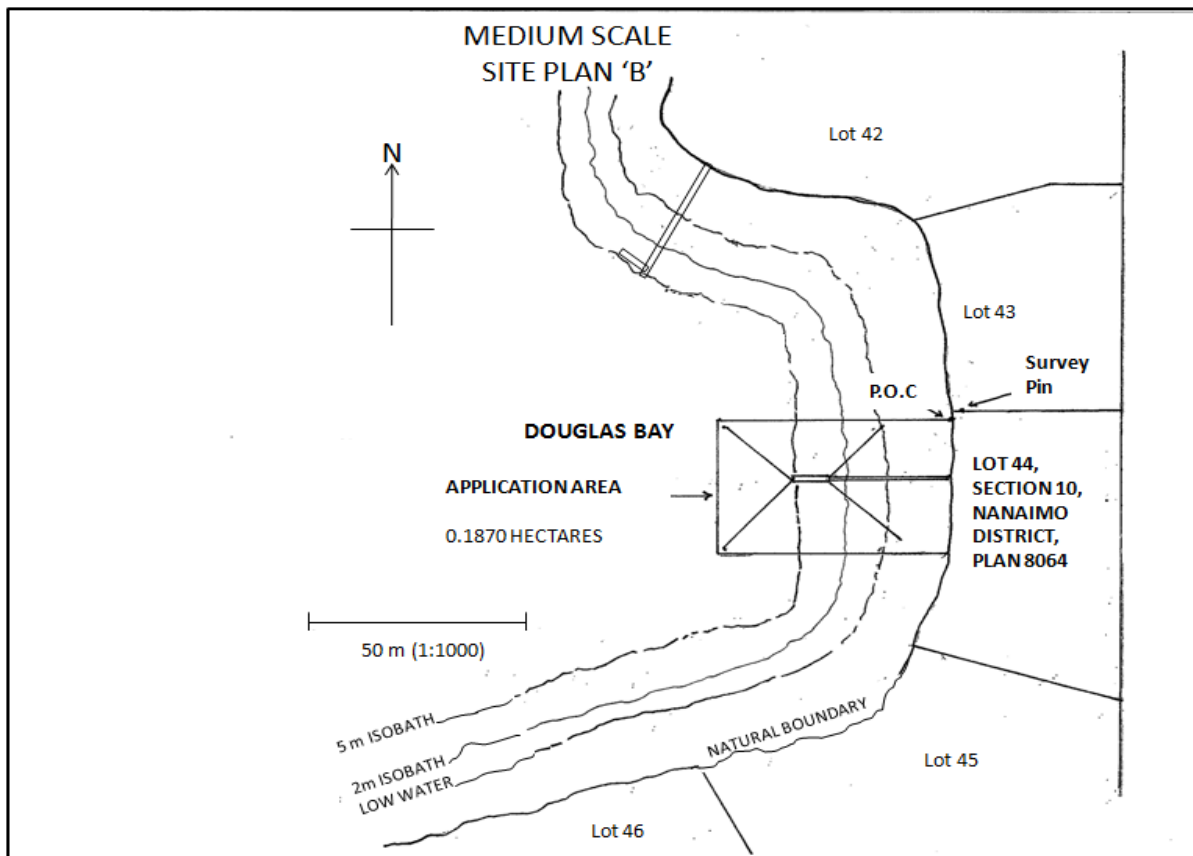 MEDIUM SCALE
SITE PLAN ‘B’
Lot 42
N
Lot 43
Survey
Pin
P.O.C
DOUGLAS BAY
APPLICATION AREA
0.1870 HECTARES
LOT 44,
SECTION 10,
NANAIMO
DISTRICT,
PLAN 8064
50 m (1:1000)
5 m ISOBATH
2m ISOBATH
LOW WATER
NATURAL BOUNDARY
Lot 45
Lot 46